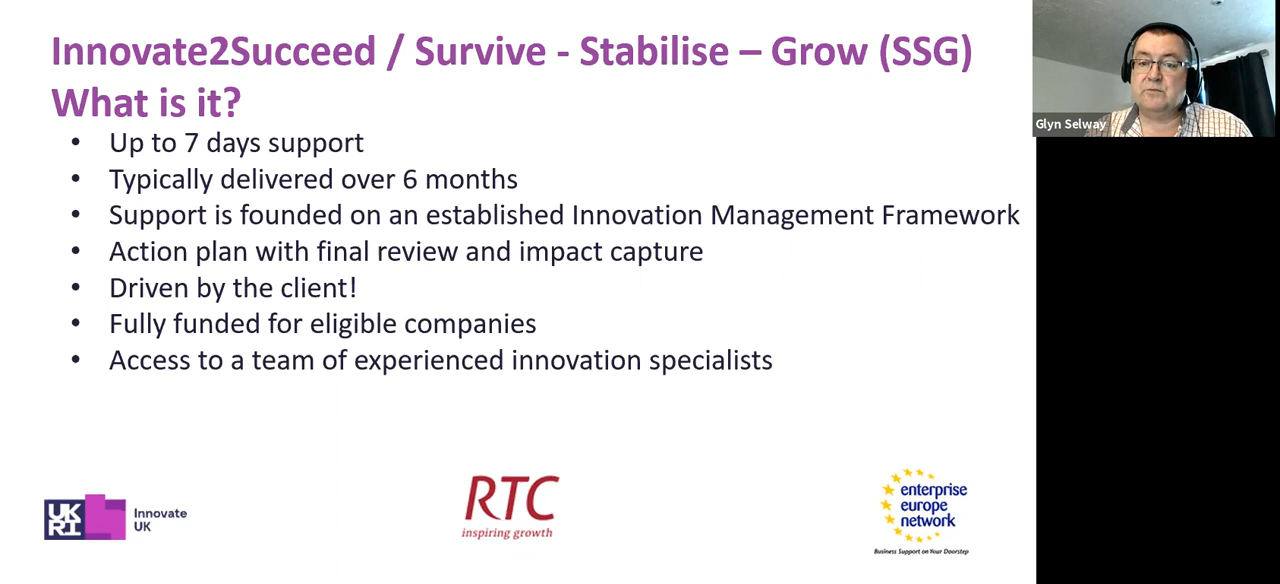 Innovate2Succeed / Survive - Stabilise – Grow (SSG)
What is it?
• Up to 7 days support
• Typically delivered over 6 months
• Support is founded on an established Innovation Management Framework
• Action plan with final review and impact capture
• Driven by the client!
• Fully funded for eligible companies
• Access to a team of experienced innovation specialists
Glyn Selway
UK
RI
Innovate
UK
RTC
inspiring growth
enterprise
europe
network
Business Support on Your Doorstep